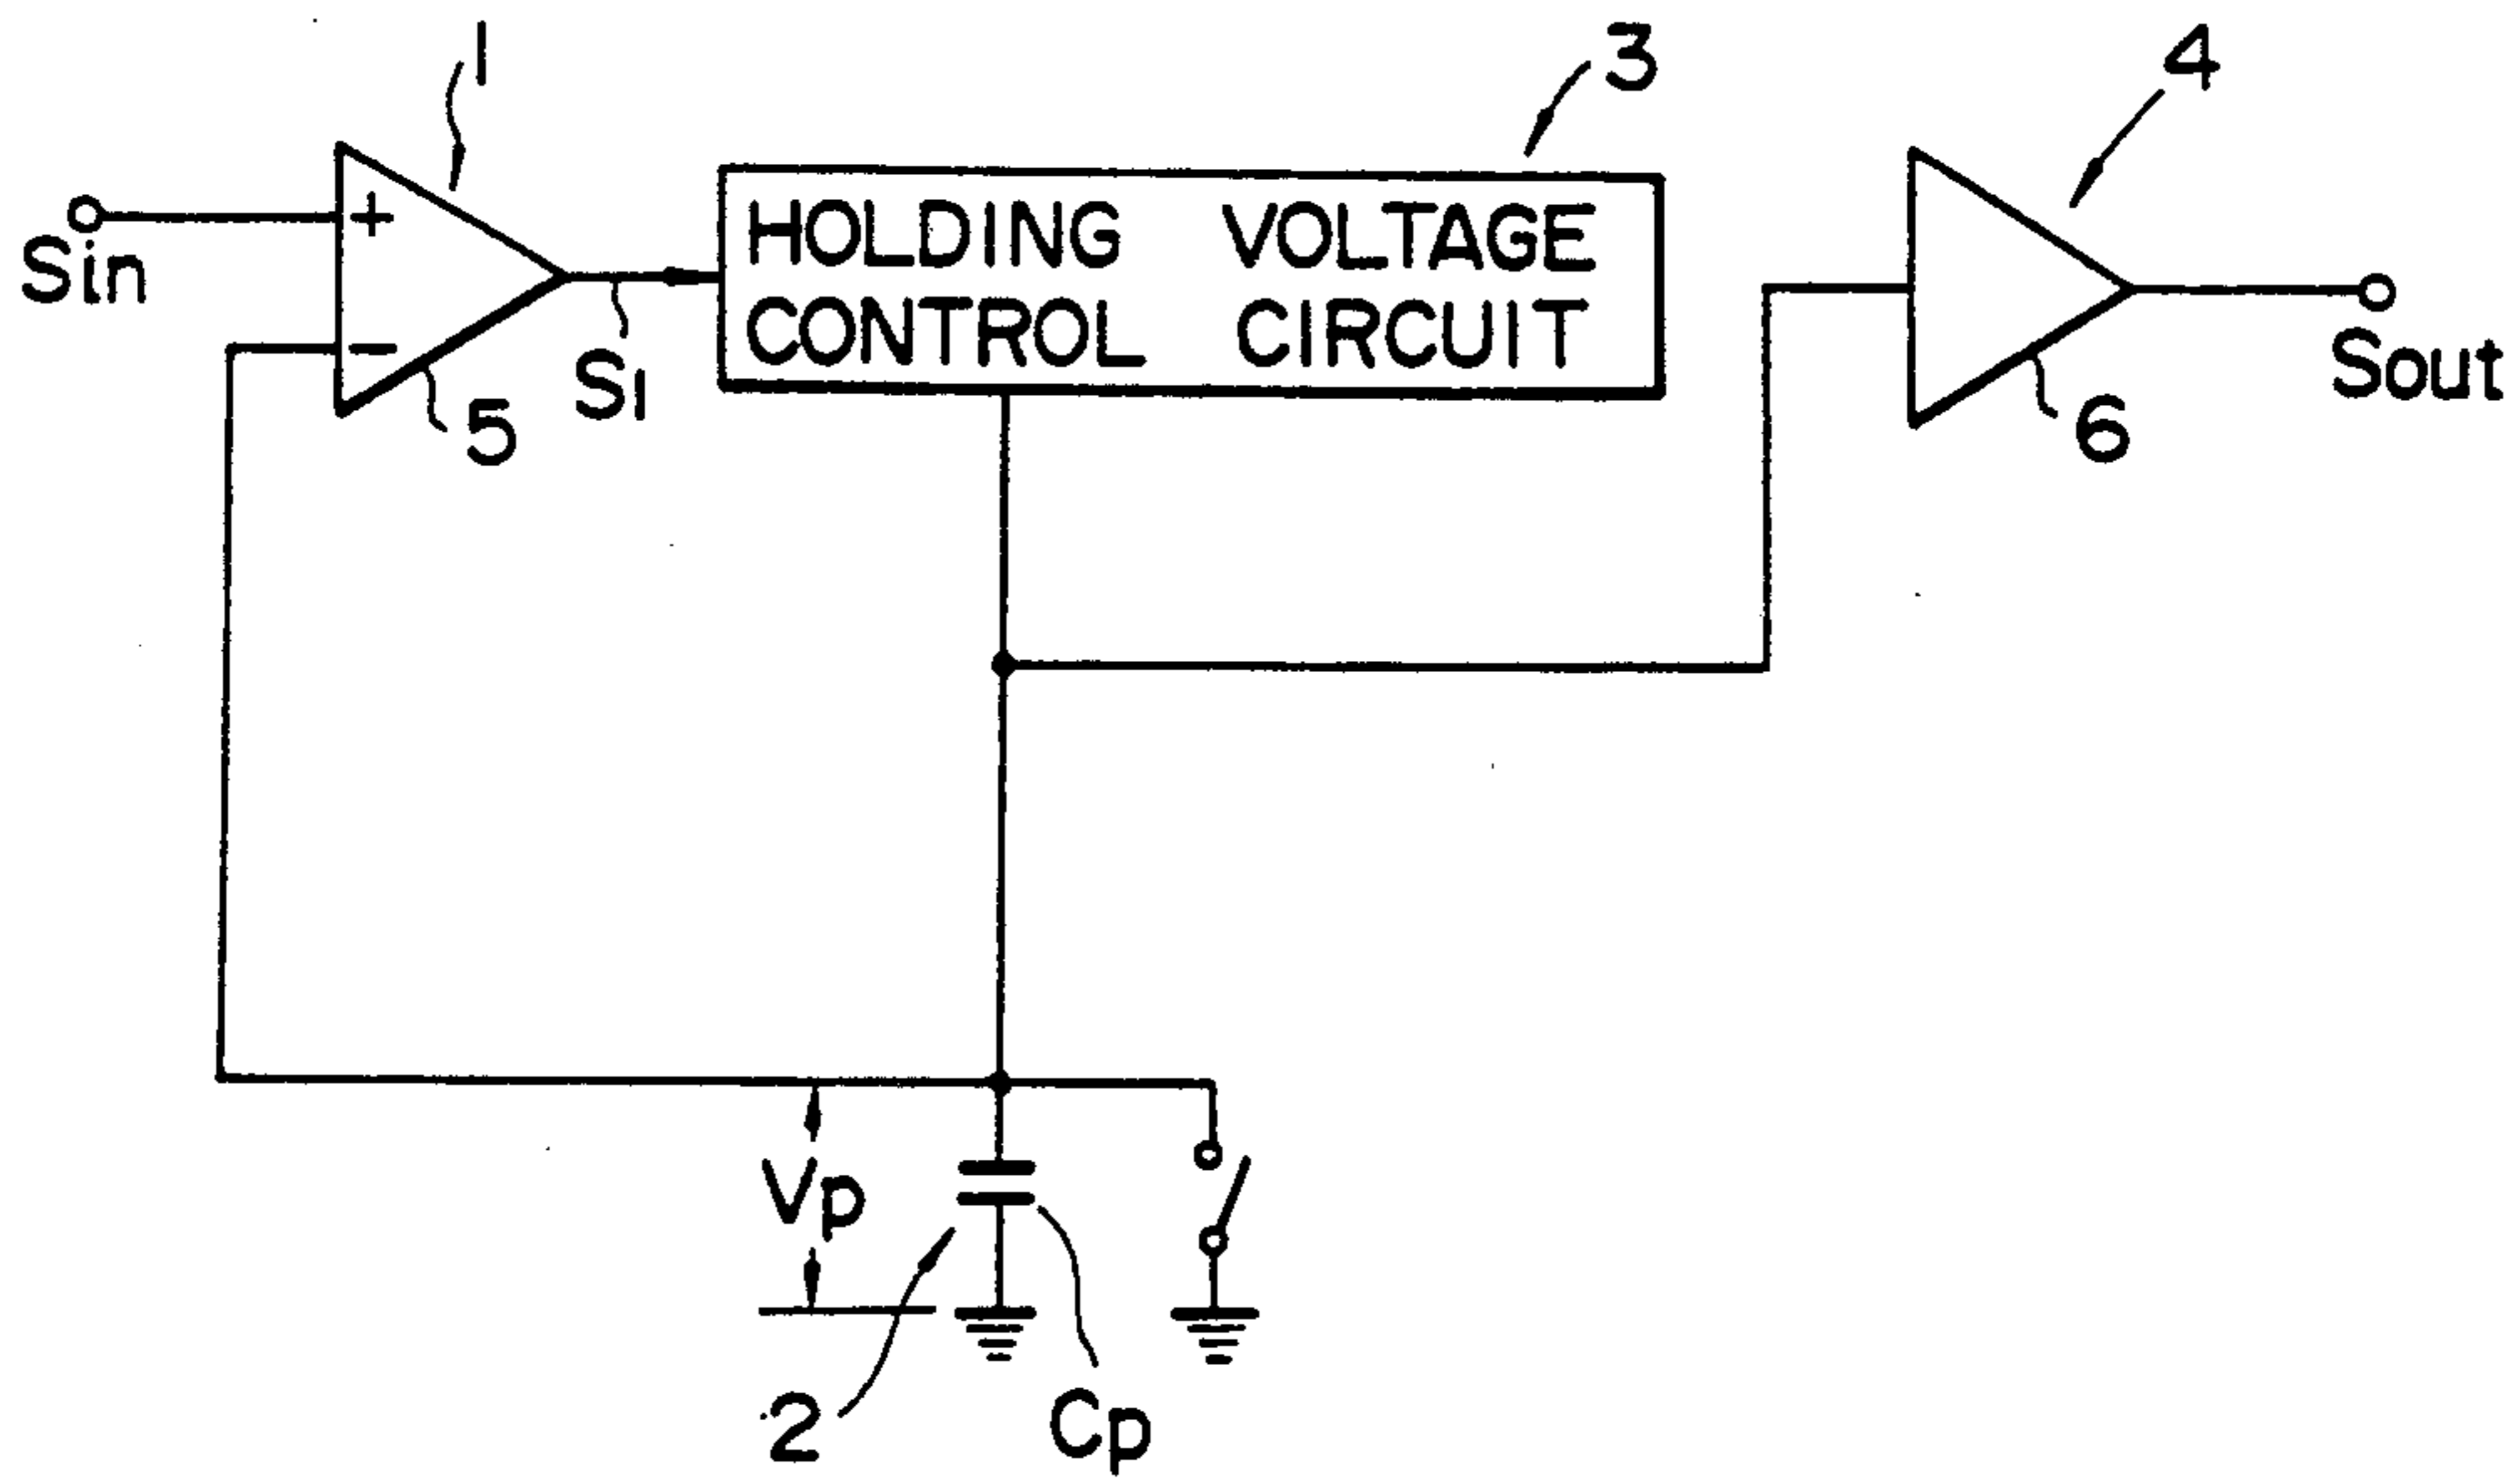 1
3
4
+
Sin
HOLDING VOLTAGE
CONTROL CIRCUIT
−
S1
5
Sout
6
Vp
2
Cp